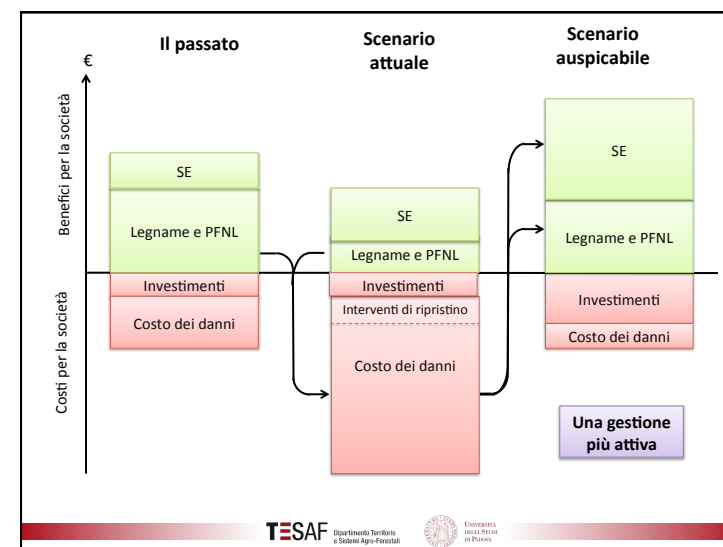 Il passato
Scenario
attuale
Scenario
auspicabile
€
Benefici per la società
Costi per la società
SE
Legname e PFNL
Investimenti
Costo dei danni
SE
Legname e PFNL
Investimenti
Interventi di ripristino
Costo dei danni
SE
Legname e PFNL
Investimenti
Costo dei danni
Una gestione
più attiva
TESAF
Dipartimento Territorio
e Sistemi Agro-Forestali
Università
degli Studi
di Padova